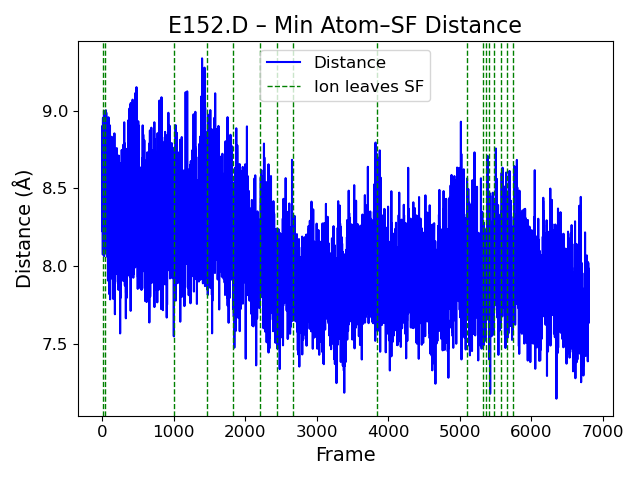 E152.D – Min Atom–SF Distance
Distance
Ion leaves SF
Distance (Å)
9.0
8.5
8.0
7.5
0 1000 2000 3000 4000 5000 6000 7000
Frame